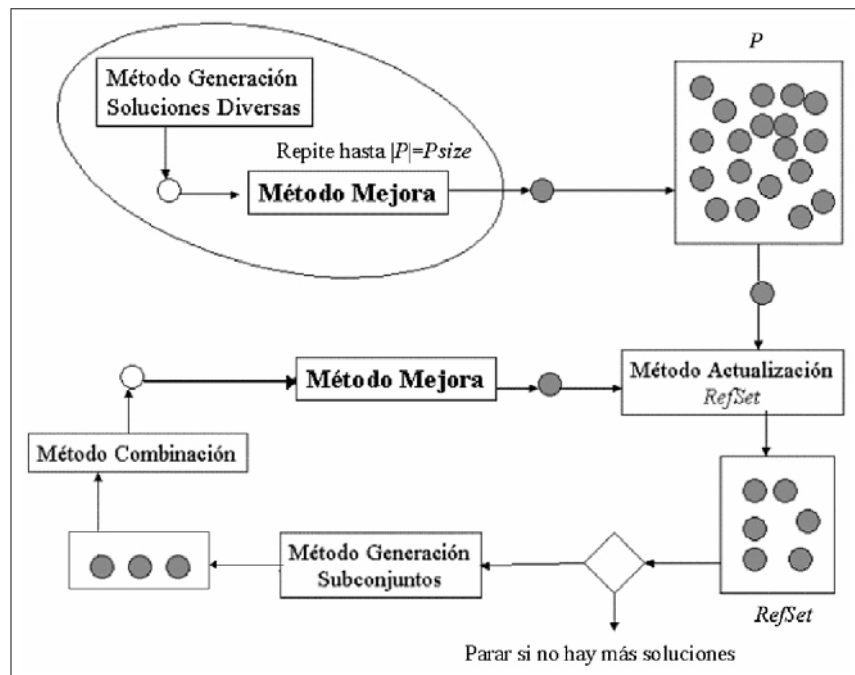 P
Método Generación
Soluciones Diversas
Repite hasta |P|=Psize
Método Mejora
Método Mejora
Método Actualización
RefSet
Método Combinación
Método Generación
Subconjuntos
RefSet
Parar si no hay más soluciones